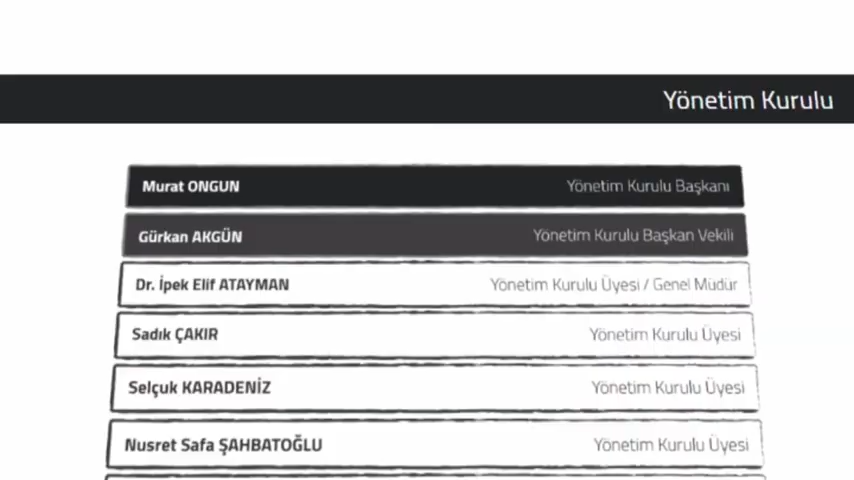 Yönetim Kurulu
Murat ONGUN Yönetim Kurulu Başkanı
Gürkan AKGÜN Yönetim Kurulu Başkan Vekili
Dr. İpek Elif ATAYMAN Yönetim Kurulu Üyesi / Genel Müdür
Sadık ÇAKIR Yönetim Kurulu Üyesi
Selçuk KARADENİZ Yönetim Kurulu Üyesi
Nusret Safa ŞAHBATOĞLU Yönetim Kurulu Üyesi